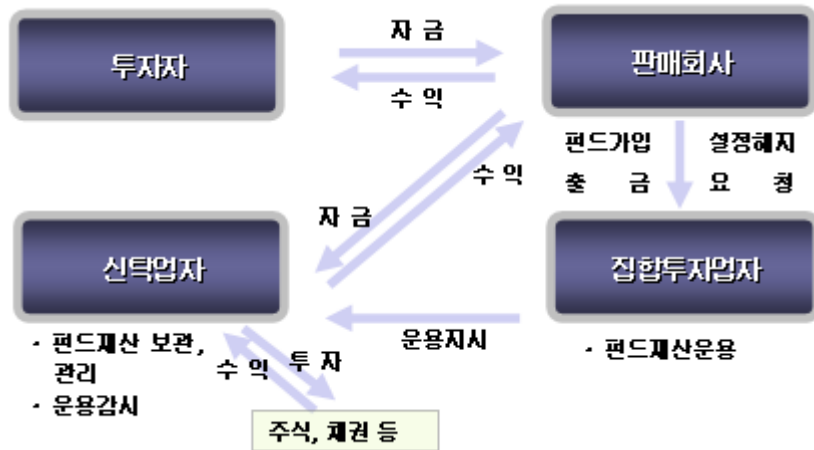 자 금
투자자
판매회사
수 익
펀드가입 설정해지
출 금 요 청
수 익
자 금
신탁업자
집합투자업자
운용지시
· 펀드재산 보관,
관리
· 운용감시
수 익
투 자
· 펀드재산운용
주식, 채권 등